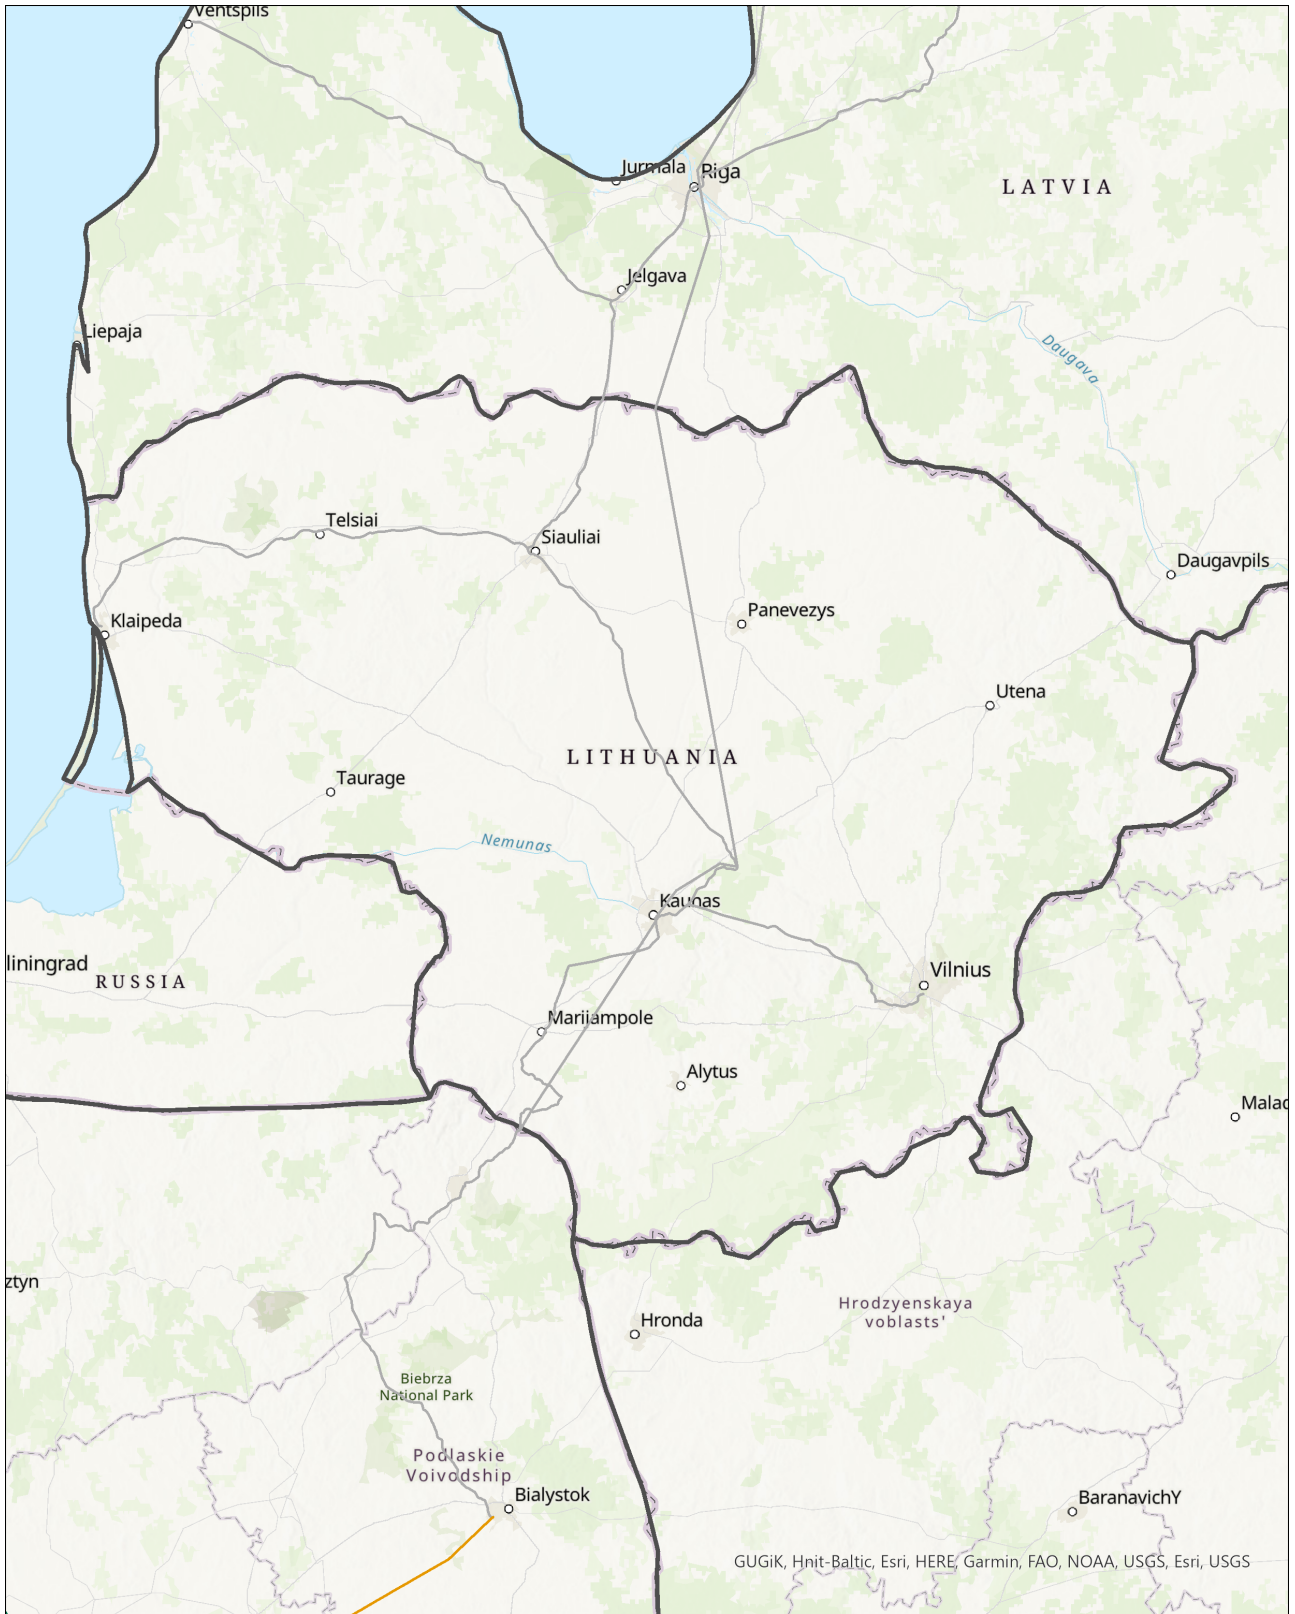 Ventspils
Jurmala
Riga
LATVIA
Jelgava
Liepaja
Daugava
Telsiai
Siauliai
Daugavpils
Klaipeda
Panevezys
Utena
LITHUANIA
Taurage
Nemunas
Kaunas
liningrad
RUSSIA
Vilnius
Mariiampole
Alytus
Malad
ztyn
Hrodzyenskaya
voblasts'
Hronda
Biebrza
National Park
Podlaskie
Voivodship
Bialystok
BaranavichY
GUGiK, Hnit-Baltic, Esri, HERE, Garmin, FAO, NOAA, USGS, Esri, USGS